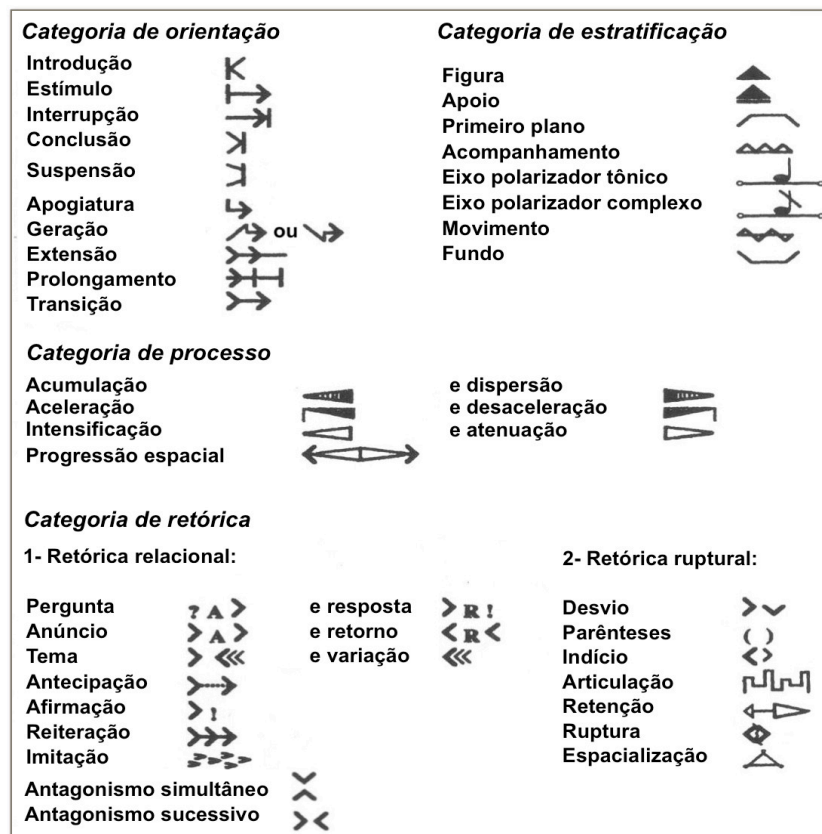 Categoria de orientação
Introdução
Estímulo
Interrupção
Conclusão
Suspensão
Apogiatura
Geração ou
Extensão
Prolongamento
Transição
Categoria de estratificação
Figura
Apoio
Primeiro plano
Acompanhamento
Eixo polarizador tônico
Eixo polarizador complexo
Movimento
Fundo
Categoria de processo
Acumulação e dispersão
Aceleração e desaceleração
Intensificação e atenuação
Progressão espacial
Categoria de retórica
1- Retórica relacional:
Pergunta ? A > e resposta > R !
Anúncio > A > e retorno < R <
Tema > <<< e variação <<<
Antecipação
Afirmação > !
Reiteração
Imitação
Antagonismo simultâneo
Antagonismo sucessivo > <
2- Retórica ruptural:
Desvio
Parênteses ( )
Indício < >
Articulação
Retenção
Ruptura
Espacialização